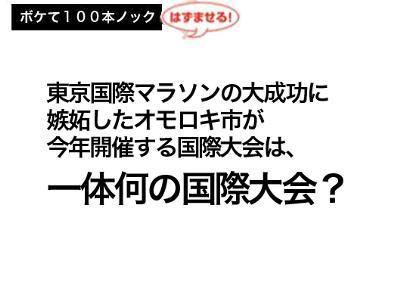 ボケて１００本ノック
はずませる!
東京国際マラソンの大成功に
嫉妬したオモロキ市が
今年開催する国際大会は、
一体何の国際大会？